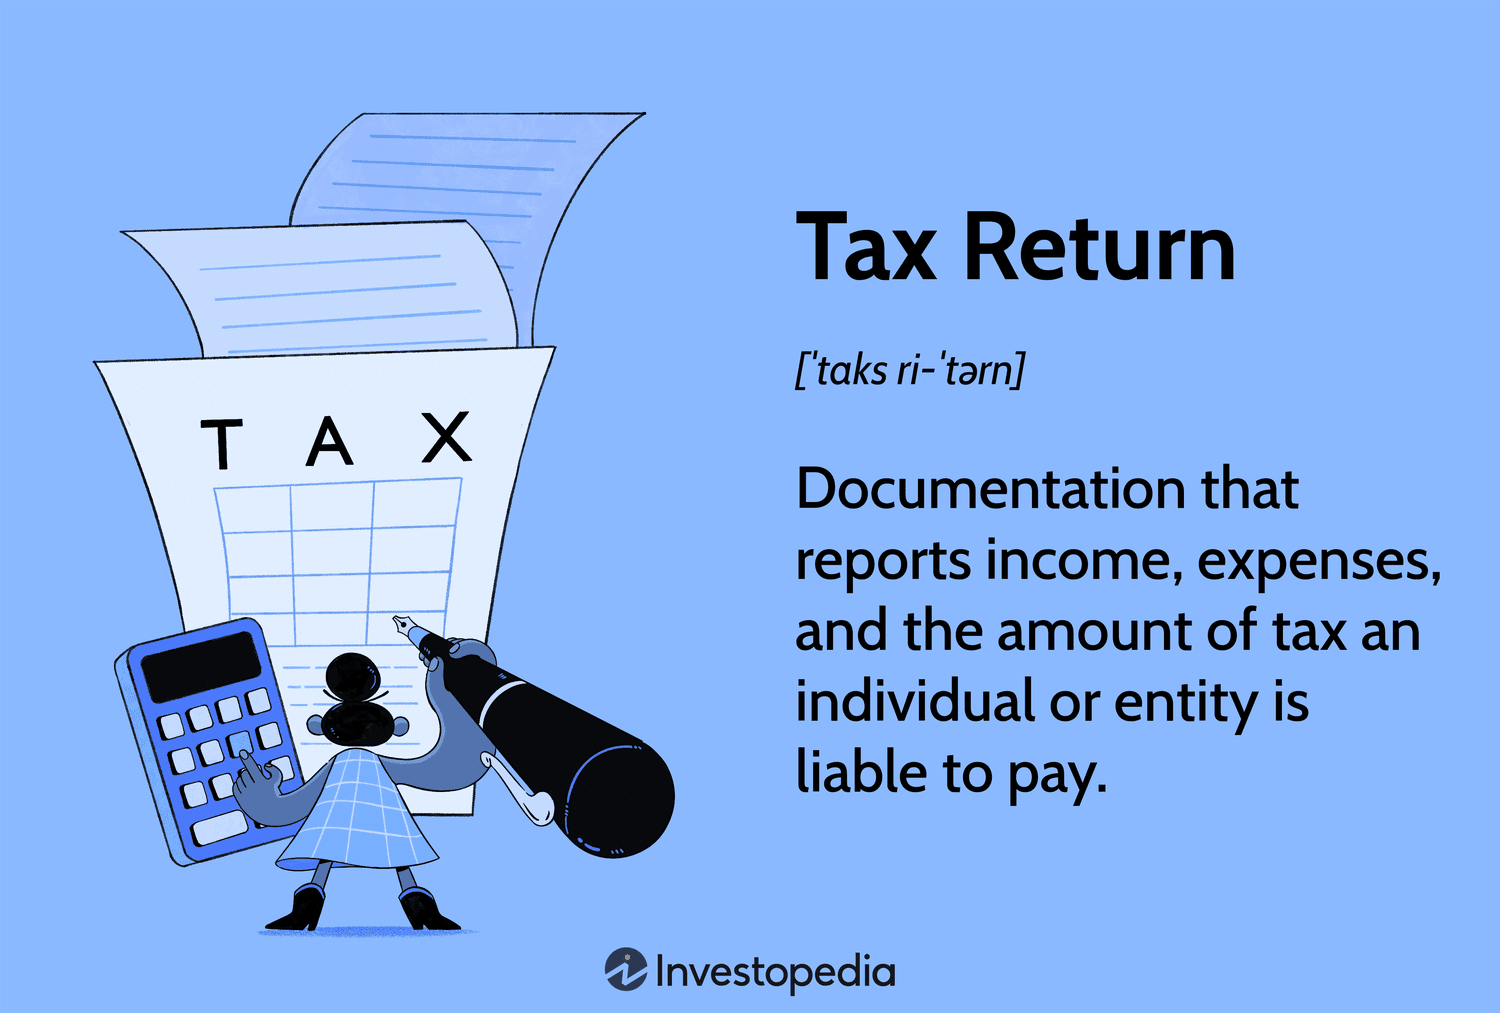 T A X
Tax Return
[ˈtaks ri-ˈtərn]
Documentation that
reports income, expenses,
and the amount of tax an
individual or entity is
liable to pay.
Investopedia